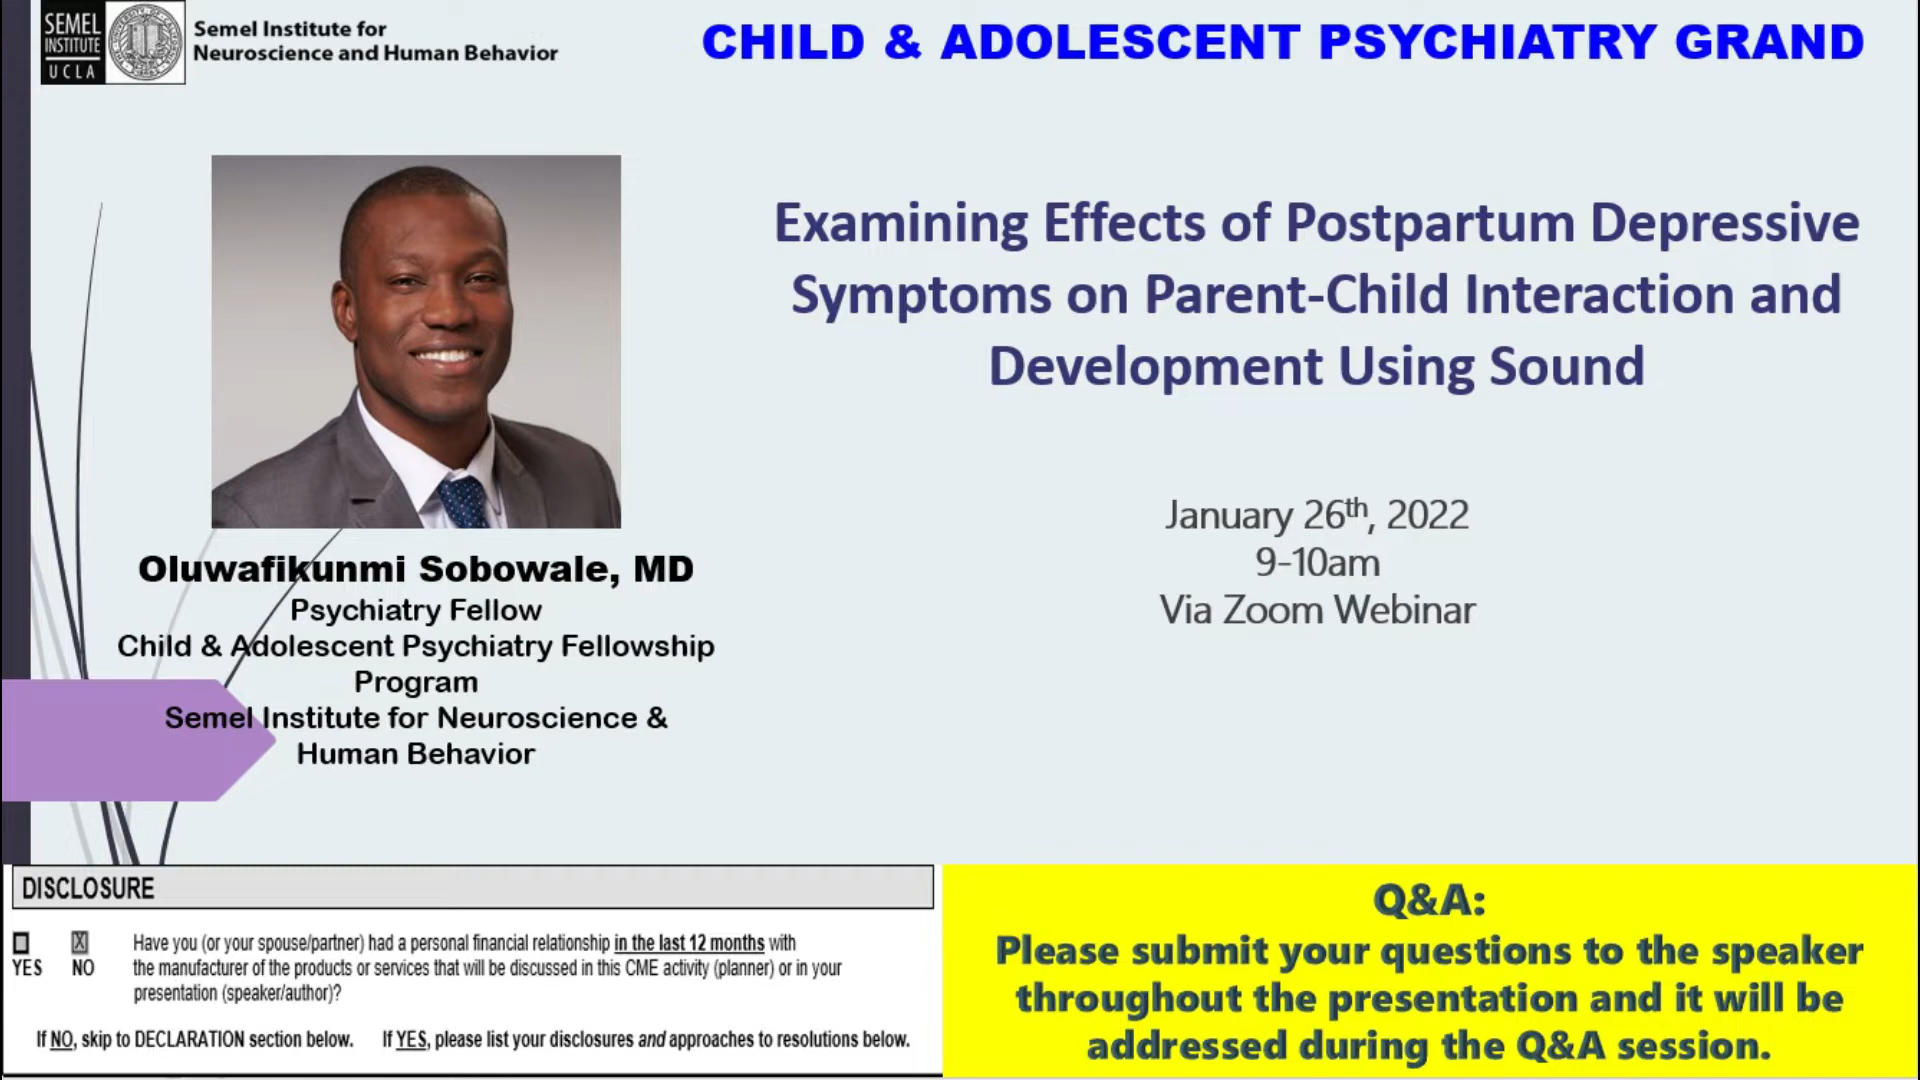 SEMEL
INSTITUTE
UCLA
Semel Institute for
Neuroscience and Human Behavior
CHILD & ADOLESCENT PSYCHIATRY GRAND
Examining Effects of Postpartum Depressive
Symptoms on Parent-Child Interaction and
Development Using Sound
January 26th, 2022
9-10am
Via Zoom Webinar
Oluwafikunmi Sobowale, MD
Psychiatry Fellow
Child & Adolescent Psychiatry Fellowship
Program
Semel Institute for Neuroscience &
Human Behavior
DISCLOSURE
X
YES NO
Have you (or your spouse/partner) had a personal financial relationship in the last 12 months with
the manufacturer of the products or services that will be discussed in this CME activity (planner) or in your
presentation (speaker/author)?
If NO, skip to DECLARATION section below. If YES, please list your disclosures and approaches to resolutions below.
Q&A:
Please submit your questions to the speaker
throughout the presentation and it will be
addressed during the Q&A session.